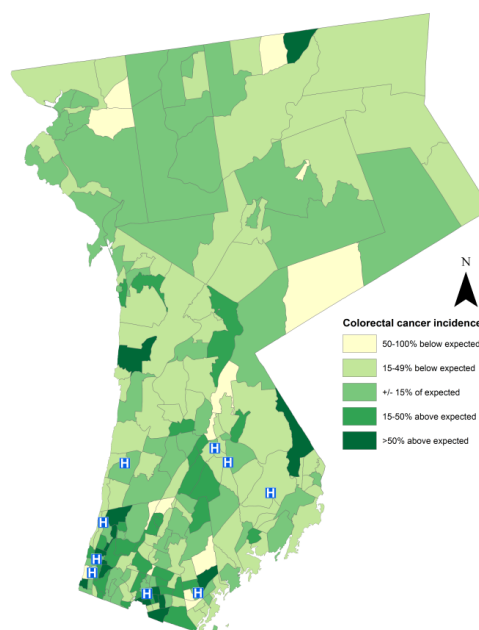 N
Colorectal cancer incidence
50-100% below expected
15-49% below expected
+/- 15% of expected
15-50% above expected
>50% above expected
H
H
H
H
H
H
H
H
H